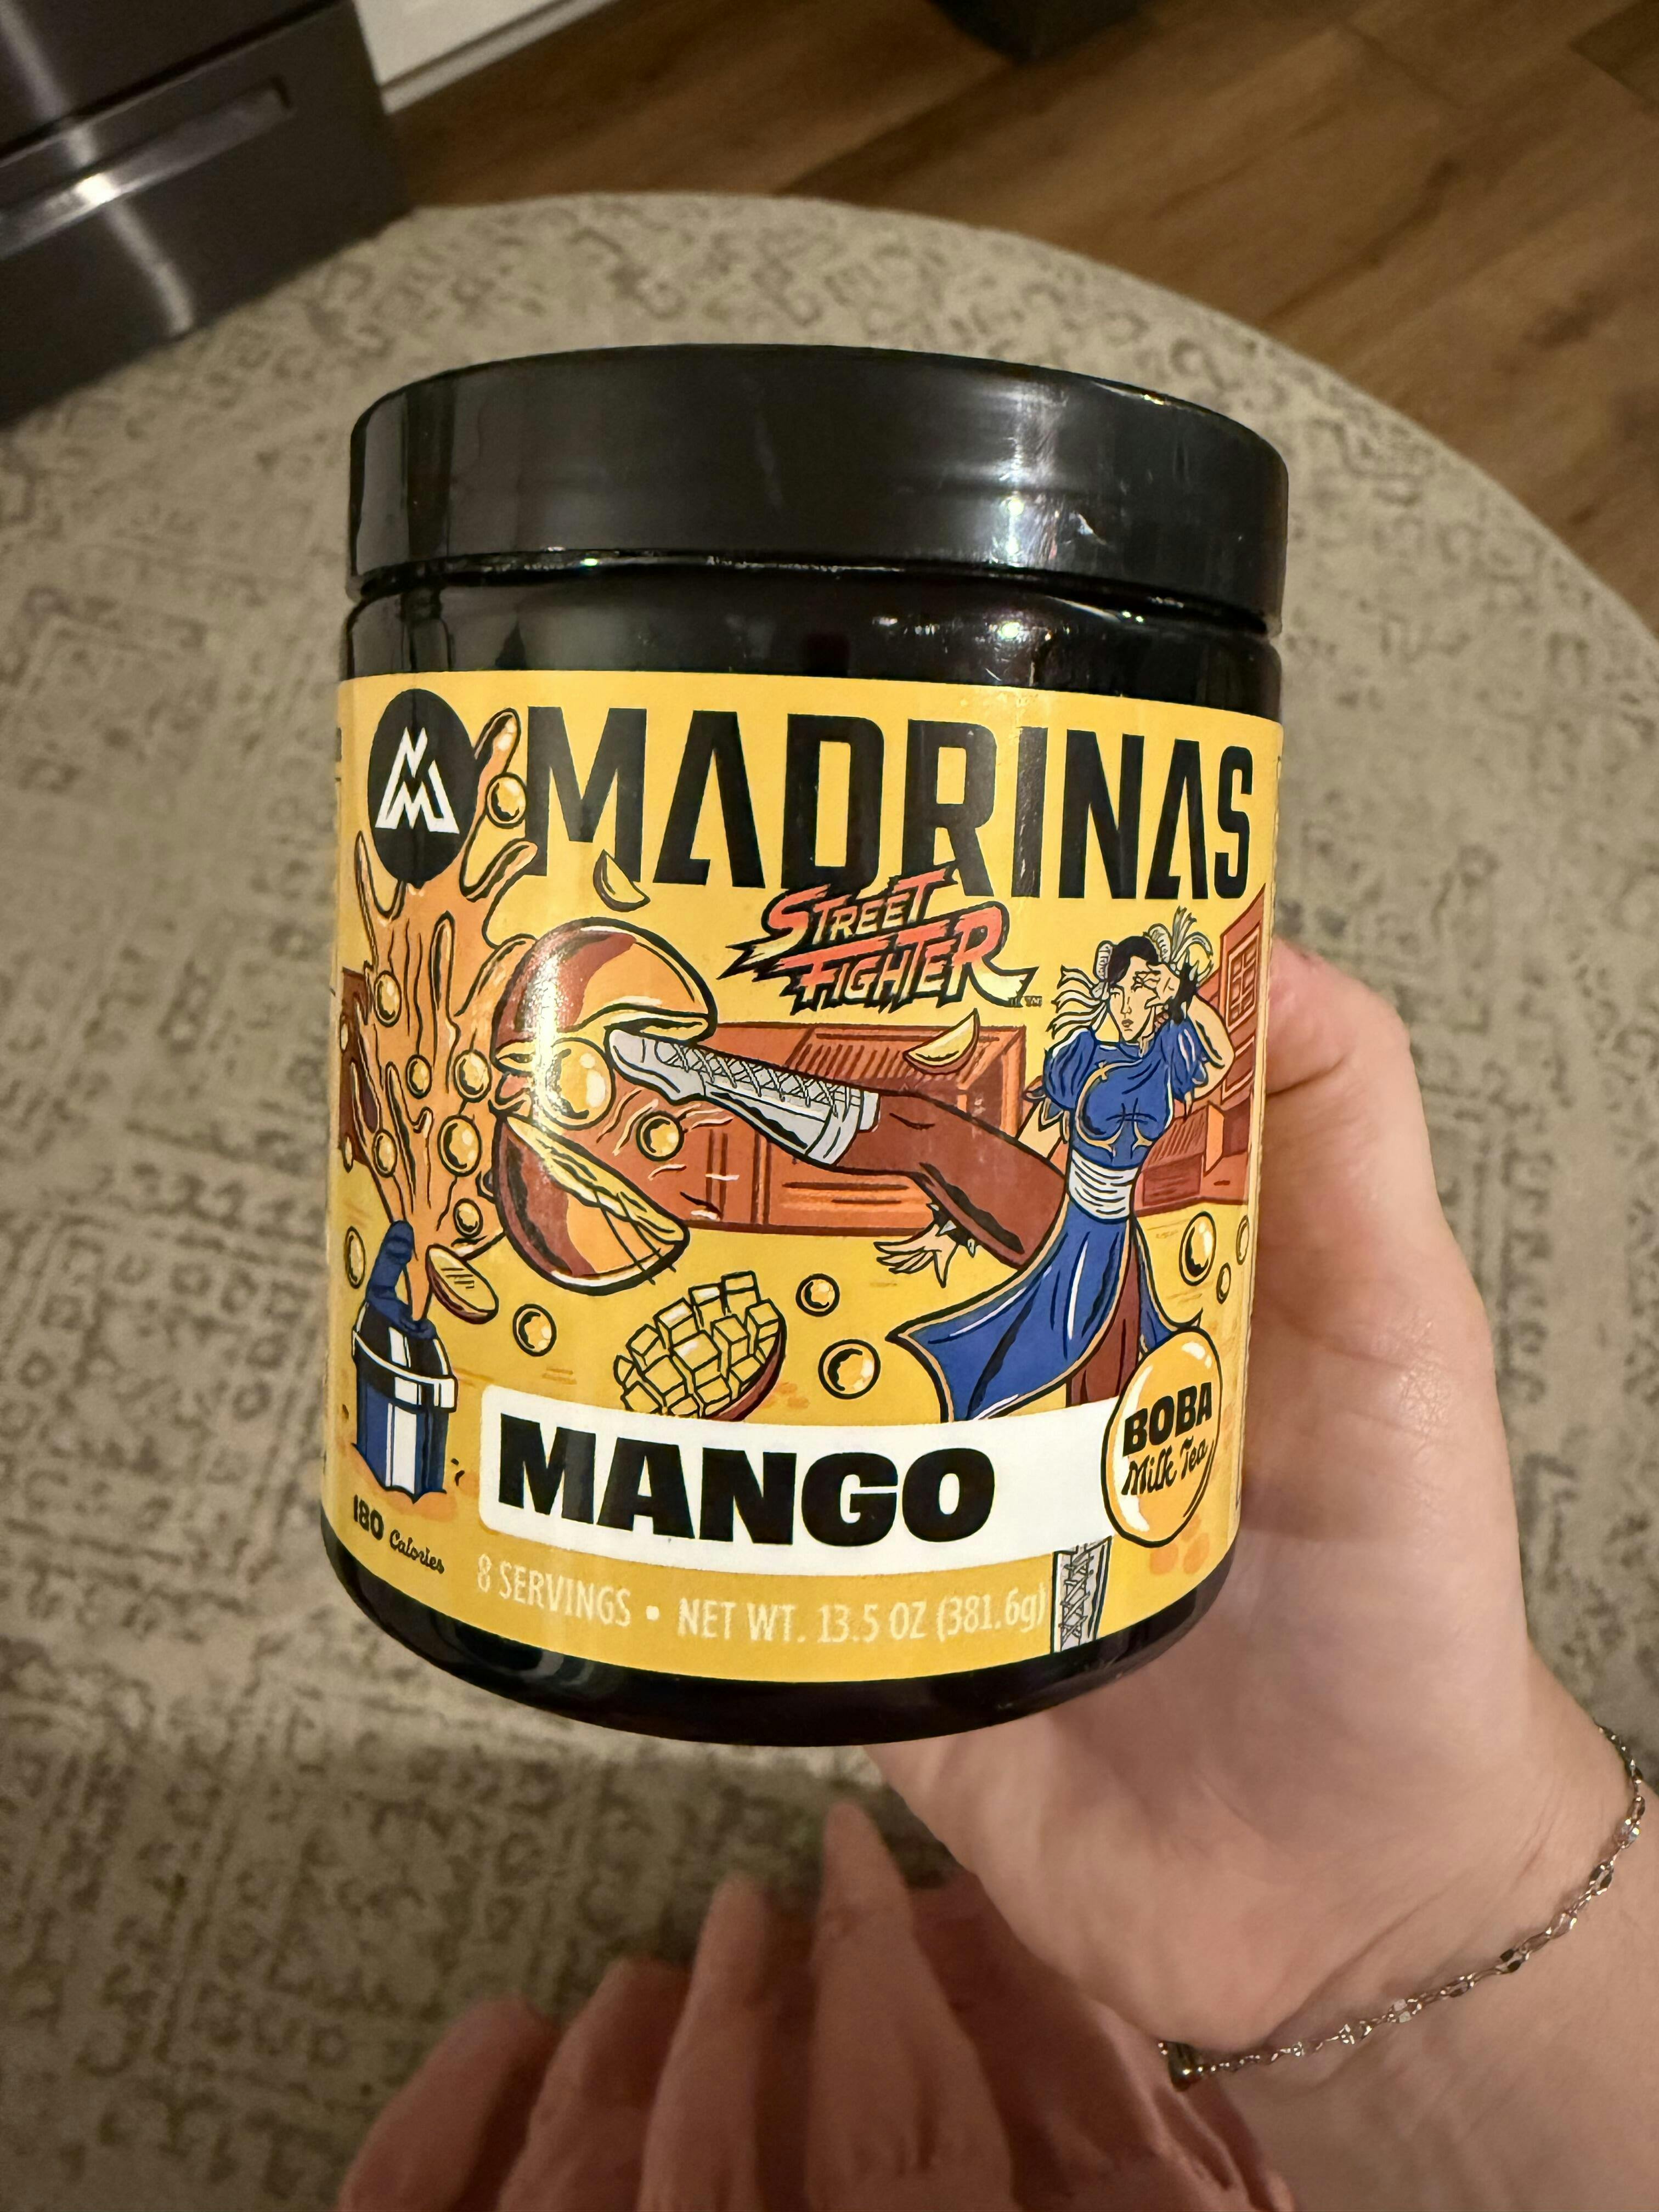 MADRINAS
STREET
FIGHTER
MANGO
BOBA
Milk Tea
180 Calories
8 SERVINGS • NET WT. 13.5 OZ (381.6g)